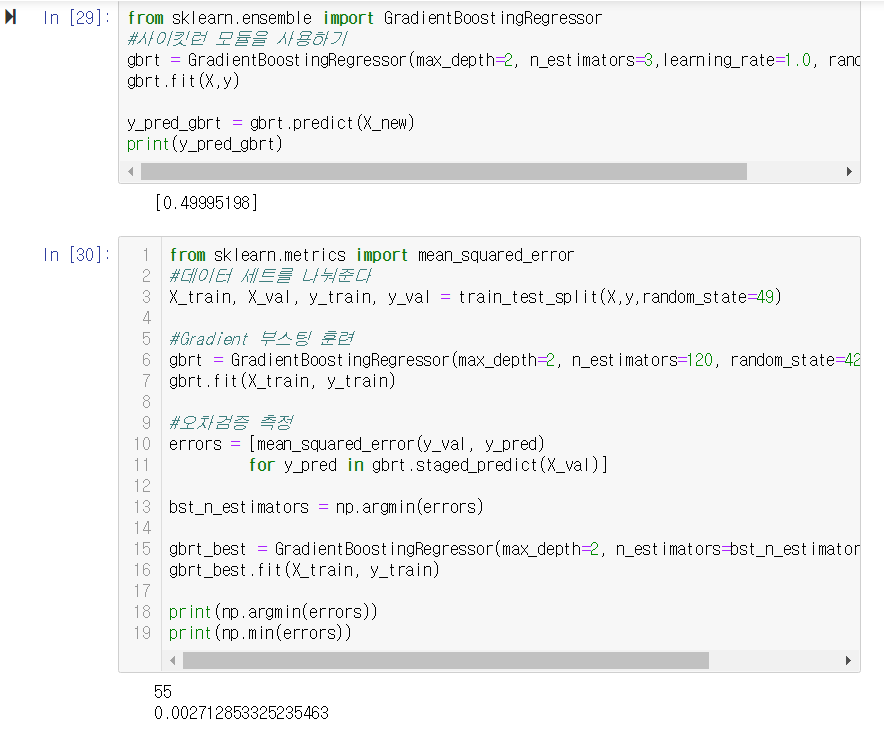 In [29]:
from sklearn.ensemble import GradientBoostingRegressor
#사이킷런 모듈을 사용하기
gbrt = GradientBoostingRegressor(max_depth=2, n_estimators=3,learning_rate=1.0, ranc
gbrt.fit(X,y)
y_pred_gbrt = gbrt.predict(X_new)
print(y_pred_gbrt)
[0.49995198]
In [30]:
1 from sklearn.metrics import mean_squared_error
2 #데이터 세트를 나눠준다
3 X_train, X_val, y_train, y_val = train_test_split(X,y,random_state=49)
4
5 #Gradient 부스팅 훈련
6 gbrt = GradientBoostingRegressor(max_depth=2, n_estimators=120, random_state=42
7 gbrt.fit(X_train, y_train)
8
9 #오차검증 측정
10 errors = [mean_squared_error(y_val, y_pred)
11 for y_pred in gbrt.staged_predict(X_val)]
12
13 bst_n_estimators = np.argmin(errors)
14
15 gbrt_best = GradientBoostingRegressor(max_depth=2, n_estimators=bst_n_estimator
16 gbrt_best.fit(X_train, y_train)
17
18 print(np.argmin(errors))
19 print(np.min(errors))
55
0.002712853325235463